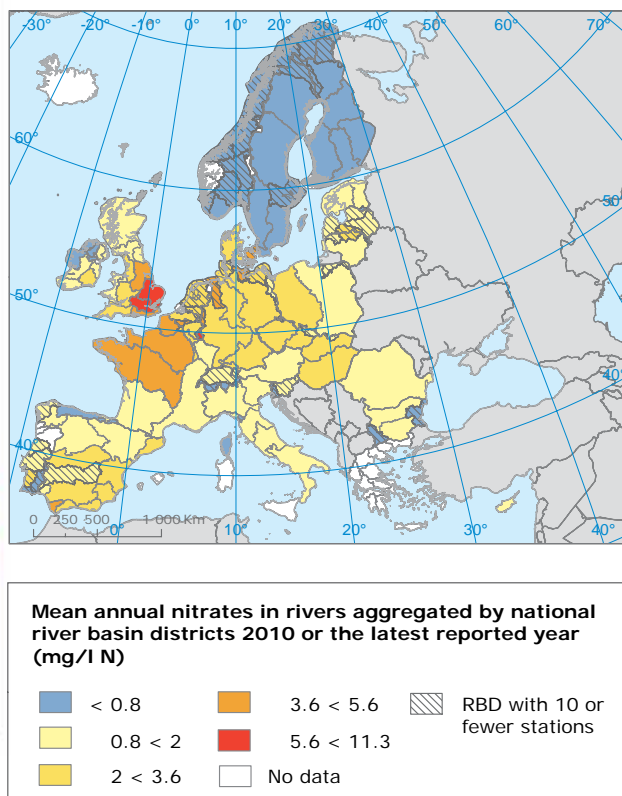 -30° -20° -10° 0° 10° 20° 30° 40° 50° 60° 70°
60°
50°
50°
40°
40°
0 250 500 1 000 Km
0° 10° 20° 30° 40°
Mean annual nitrates in rivers aggregated by national
river basin districts 2010 or the latest reported year
(mg/l N)
< 0.8 3.6 < 5.6 RBD with 10 or
fewer stations
0.8 < 2 5.6 < 11.3
2 < 3.6 No data